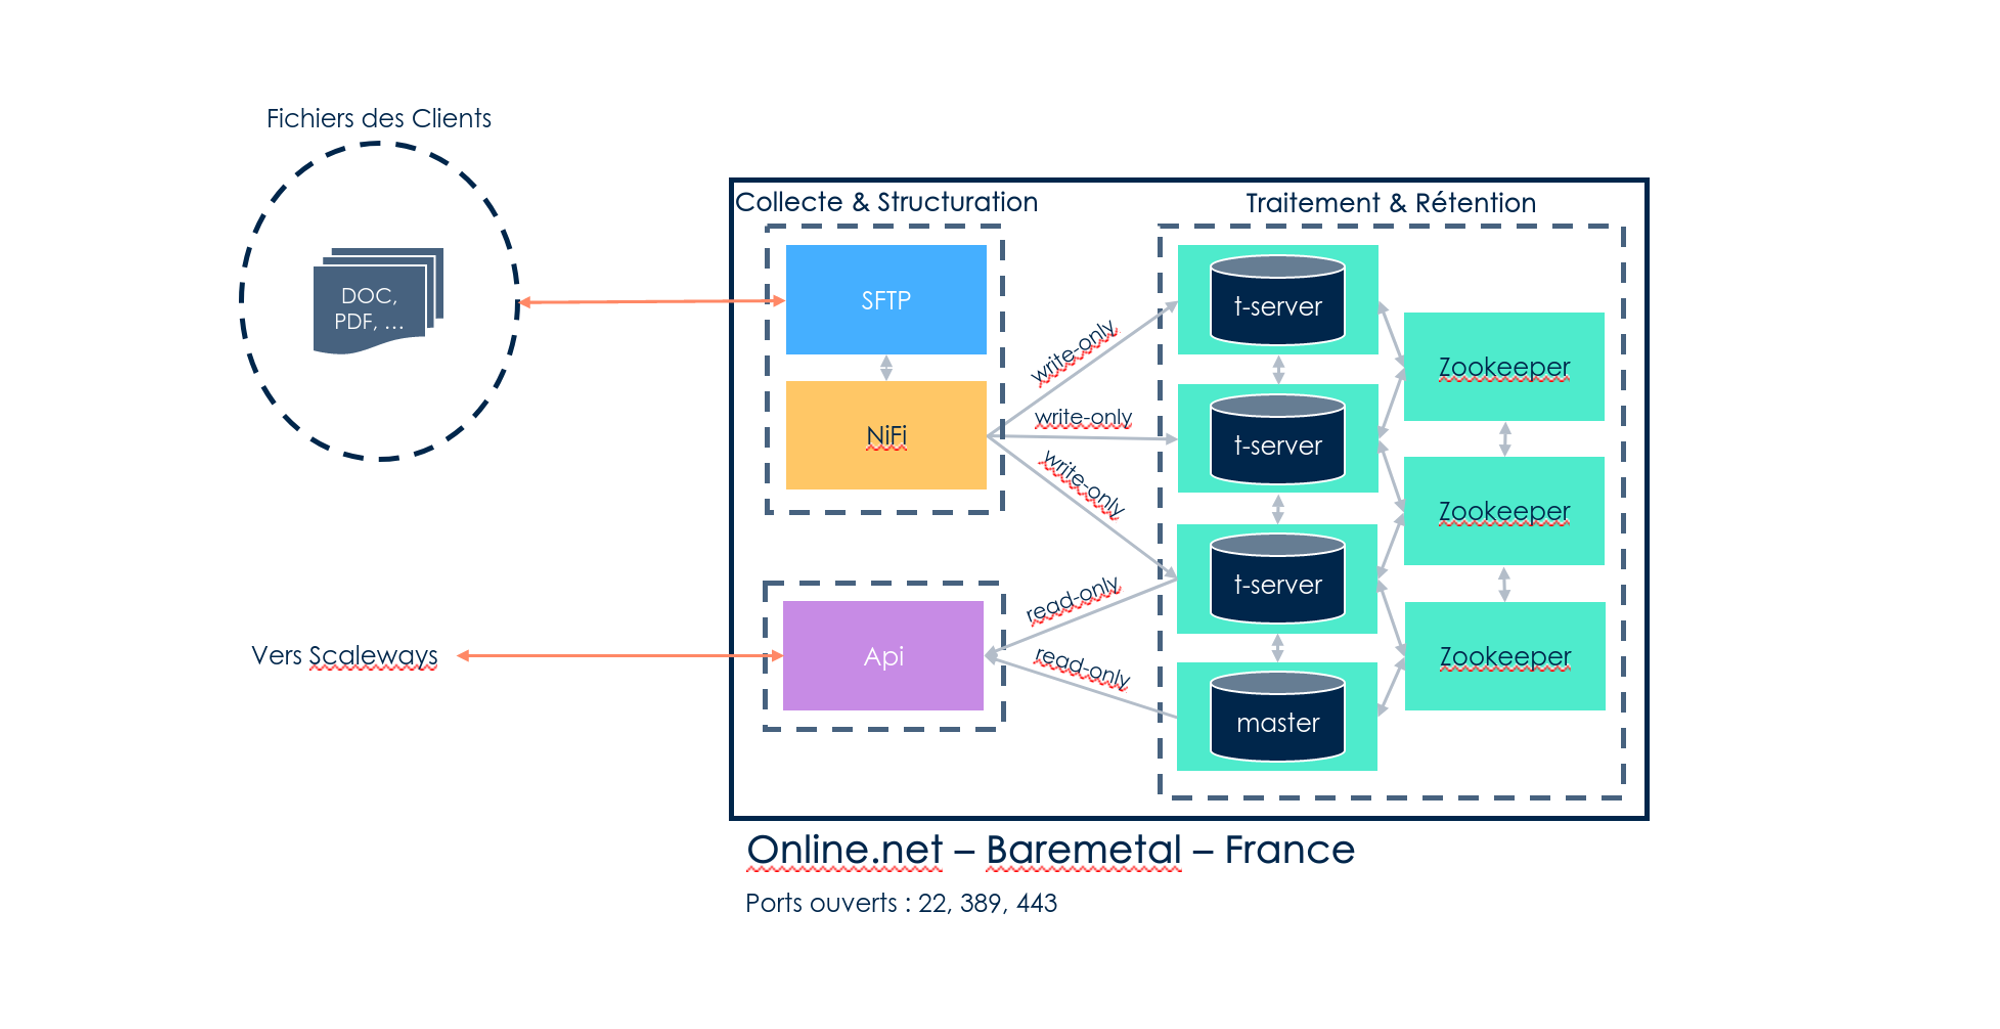 Fichiers des Clients
DOC,
PDF, ...
Collecte & Structuration
Traitement & Rétention
SFTP
NiFi
write-only
write-only
write-only
t-server
t-server
t-server
master
Zookeeper
Zookeeper
Zookeeper
read-only
read-only
Api
Vers Scaleways
Online.net – Baremetal – France
Ports ouverts : 22, 389, 443